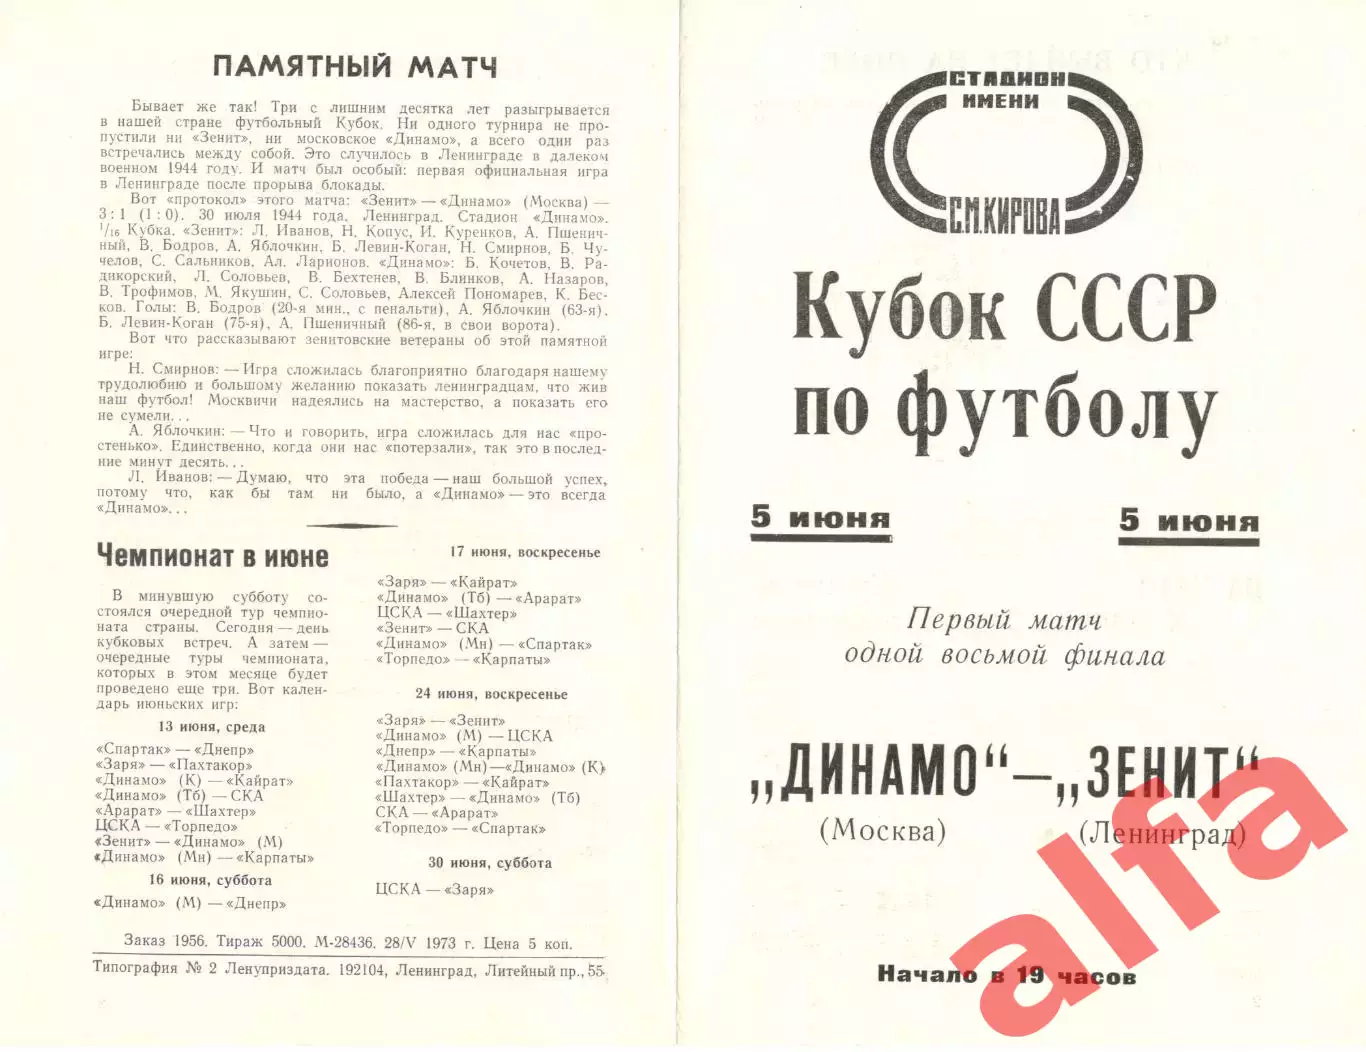 ПАМЯТНЫЙ МАТЧ
Бывает же так! Три с лишним десятка лет разыгрывается
в нашей стране футбольный Кубок. Ни одного турнира не про-
пустили ни «Зенит», ни московское «Динамо», а всего один раз
встречались между собой. Это случилось в Ленинграде в далеком
военном 1944 году. И матч был особый: первая официальная игра
в Ленинграде после прорыва блокады.
Вот «протокол» этого матча: «Зенит» — «Динамо» (Москва) —
3 : 1 (1 : 0). 30 июля 1944 года. Ленинград. Стадион «Динамо».
1/16 Кубка. «Зенит»: Л. Иванов, Н. Копус, И. Куренков, А. Пшенич-
ный, В. Бодров, А. Яблочкин, Б. Левин-Коган, Н. Смирнов, Б. Чу-
челов, С. Сальников, Ал. Ларионов. «Динамо»: Б. Кочетов, В. Ра-
дикорский, Л. Соловьев, В. Бехтенев, В. Блинков, А. Назаров,
В. Трофимов, М. Якушин, С. Соловьев, Алексей Пономарев, К. Бес-
ков. Голы: В. Бодров (20-я мин., с пенальти), А. Яблочкин (63-я).
Б. Левин-Коган (75-я), А. Пшеничный (86-я, в свои ворота).
Вот что рассказывают зенитовские ветераны об этой памятной
игре:
Н. Смирнов: — Игра сложилась благоприятно благодаря нашему
трудолюбию и большому желанию показать ленинградцам, что жив
наш футбол! Москвичи надеялись на мастерство, а показать его
не сумели...
А. Яблочкин: — Что и говорить, игра сложилась для нас «про-
стенько». Единственно, когда они нас «потерзали», так это в послед-
ние минут десять...
Л. Иванов: — Думаю, что эта победа — наш большой успех,
потому что, как бы там ни было, а «Динамо» — это всегда
«Динамо»...
Чемпионат в июне
В минувшую субботу со-
стоялся очередной тур чемпио-
ната страны. Сегодня — день
кубковых встреч. А затем —
очередные туры чемпионата,
которых в этом месяце будет
проведено еще три. Вот кален-
дарь июньских игр:
13 июня, среда
«Спартак» — «Днепр»
«Заря» — «Пахтакор»
«Динамо» (К) — «Кайрат»
«Динамо» (Тб) — СКА
«Арарат» — «Шахтер»
ЦСКА — «Торпедо»
«Зенит» — «Динамо» (М)
«Динамо» (Мн) — «Карпаты»
16 июня, суббота
«Динамо» (М) — «Днепр»
17 июня, воскресенье
«Заря» — «Кайрат»
«Динамо» (Тб) — «Арарат»
ЦСКА — «Шахтер»
«Зенит» — СКА
«Динамо» (Мн) — «Спартак»
«Торпедо» — «Карпаты»
24 июня, воскресенье
«Заря» — «Зенит»
«Динамо» (М) — ЦСКА
«Днепр» — «Карпаты»
«Динамо» (Мн) — «Динамо» (К)
«Пахтакор» — «Кайрат»
«Шахтер» — «Динамо» (Тб)
СКА — «Арарат»
«Торпедо» — «Спартак»
30 июня, суббота
ЦСКА — «Заря»
Заказ 1956. Тираж 5000. М-28436. 28/V 1973 г. Цена 5 коп.
Типография № 2 Ленуприздата. 192104, Ленинград, Литейный пр., 55.
СТАДИОН
ИМЕНИ
С.М.КИРОВА
Кубок СССР
по футболу
5 июня 5 июня
Первый матч
одной восьмой финала
„ДИНАМО“ — „ЗЕНИТ“
(Москва) (Ленинград)
Начало в 19 часов
alfa